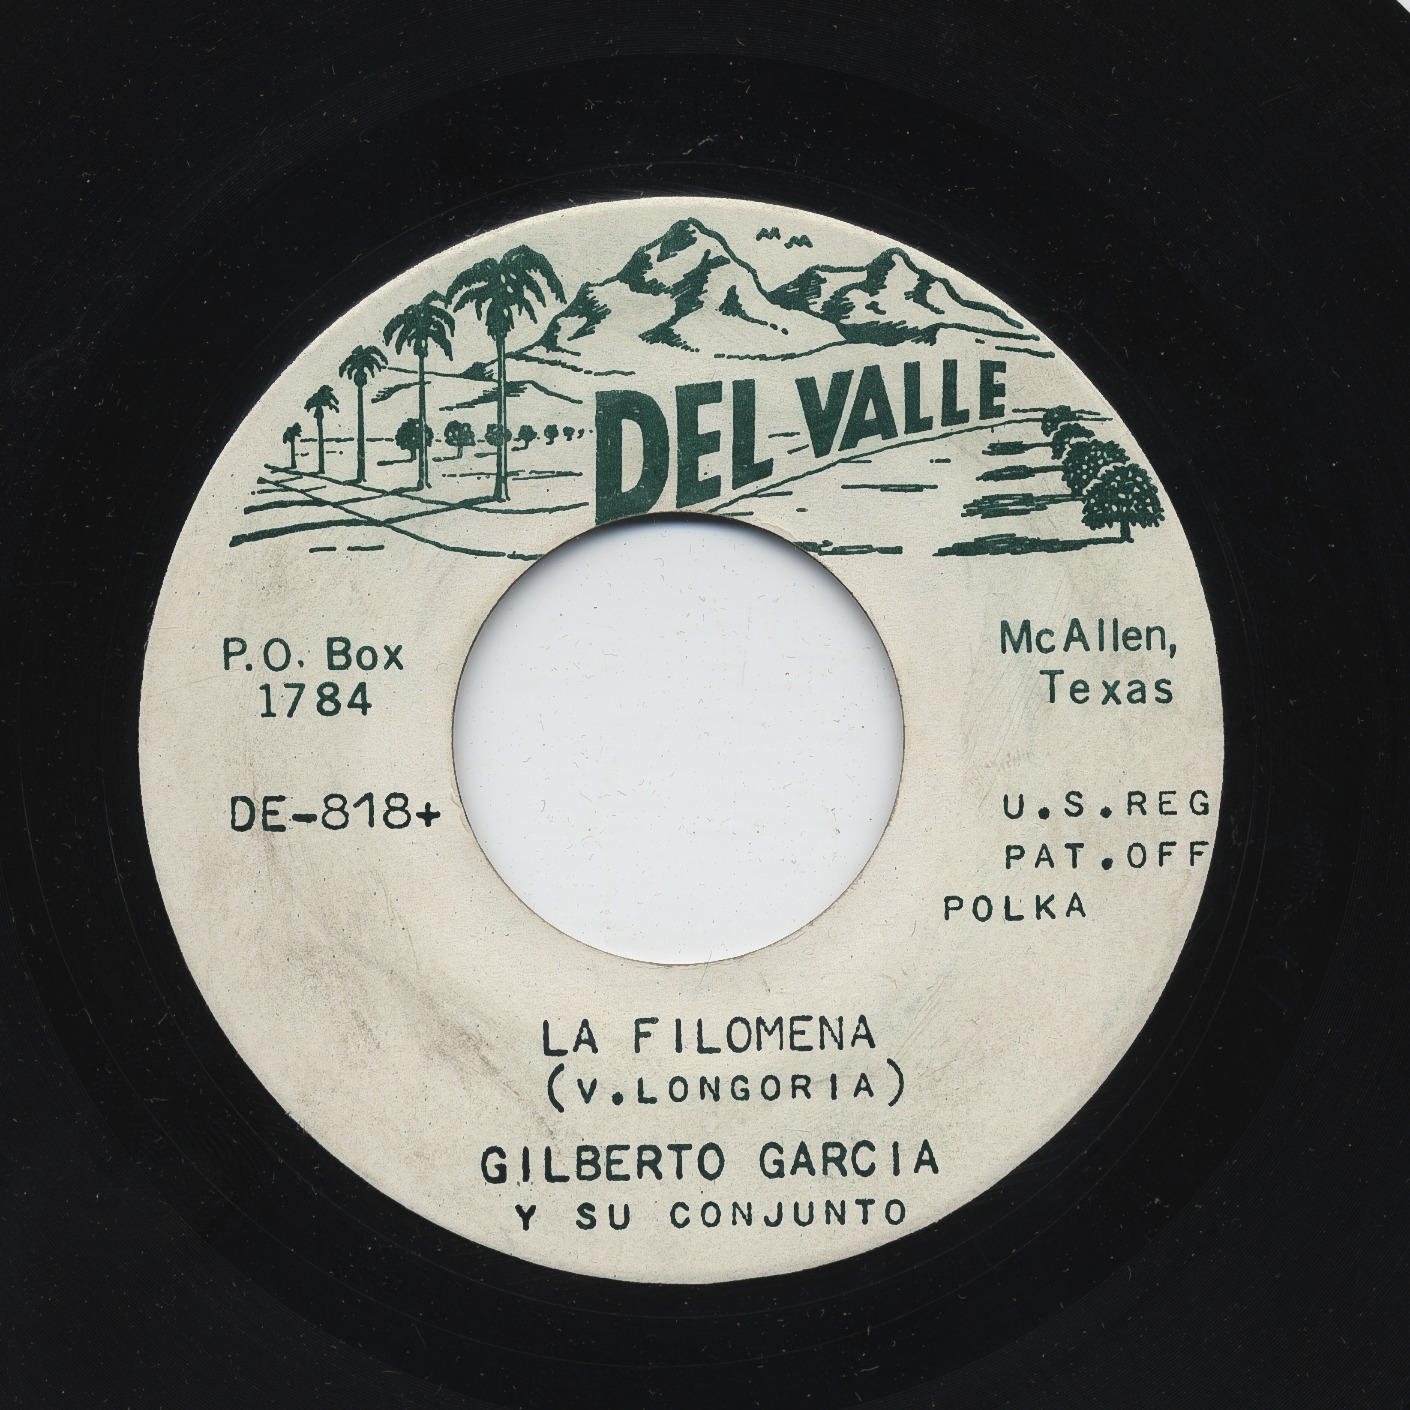 DEL VALLE
P.O. Box
1784
McAllen,
Texas
DE-818+
U.S.REG
PAT.OFF
POLKA
LA FILOMENA
(V.LONGORIA)
GILBERTO GARCIA
Y SU CONJUNTO